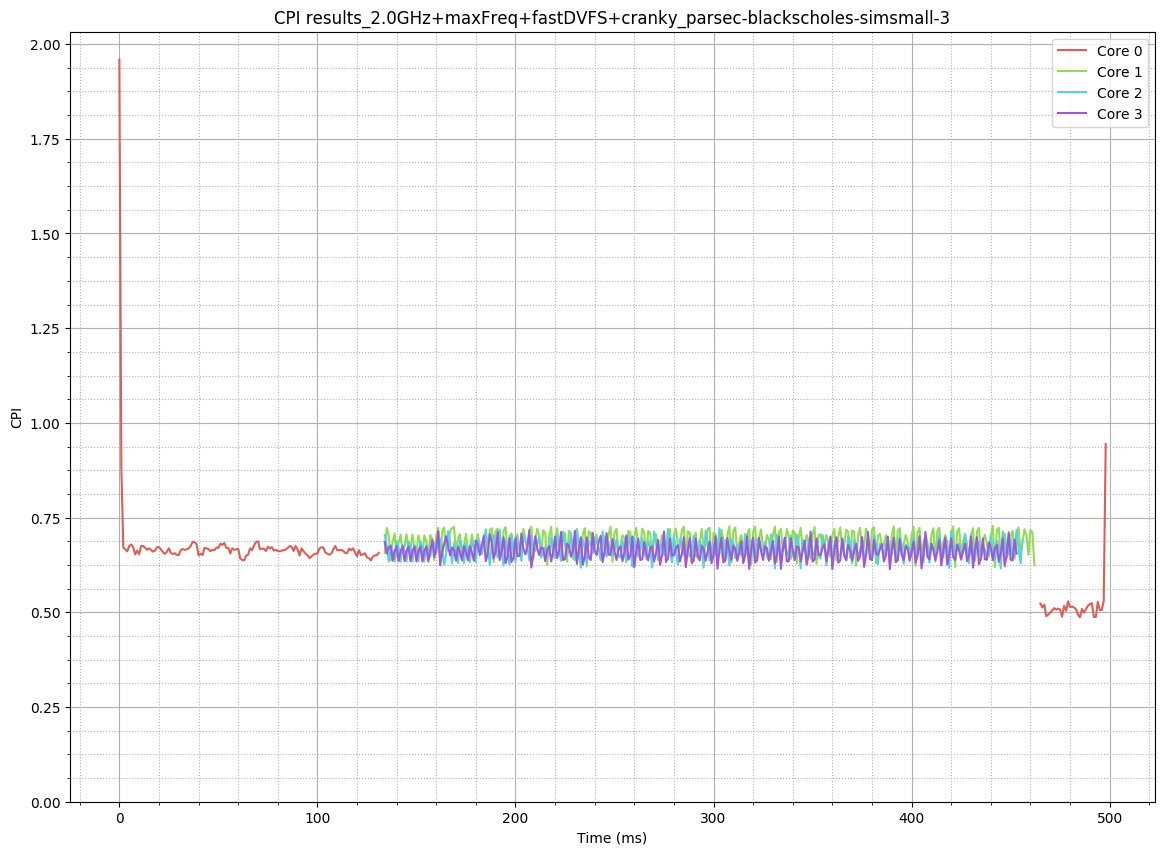 CPI results_2.0GHz+maxFreq+fastDVFS+cranky_parsec-blackscholes-simsmall-3
2.00
1.75
1.50
1.25
1.00
0.75
0.50
0.25
0.00
CPI
Core 0
Core 1
Core 2
Core 3
0
100
200
300
400
500
Time (ms)